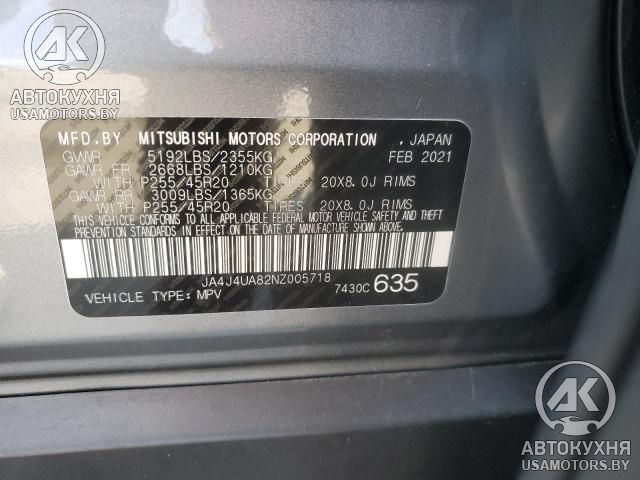 AK
АВТОКУХНЯ
USAMOTORS.BY
MFD.BY MITSUBISHI MOTORS CORPORATION , JAPAN
GVWR 5192LBS/2355KG FEB 2021
GAWR FR 2668LBS/1210KG
WITH P255/45R20 TIRES 20X8.0J RIMS
GAWR RR 3009LBS/1365KG
WITH P255/45R20 TIRES 20X8.0J RIMS
THIS VEHICLE CONFORMS TO ALL APPLICABLE FEDERAL MOTOR VEHICLE SAFETY AND
THEFT PREVENTION STANDARDS IN EFFECT ON THE DATE OF MANUFACTURE SHOWN ABOVE.
JA4J4UA82NZ005718
VEHICLE TYPE: MPV 7430C 635
AK
АВТОКУХНЯ
USAMOTORS.BY